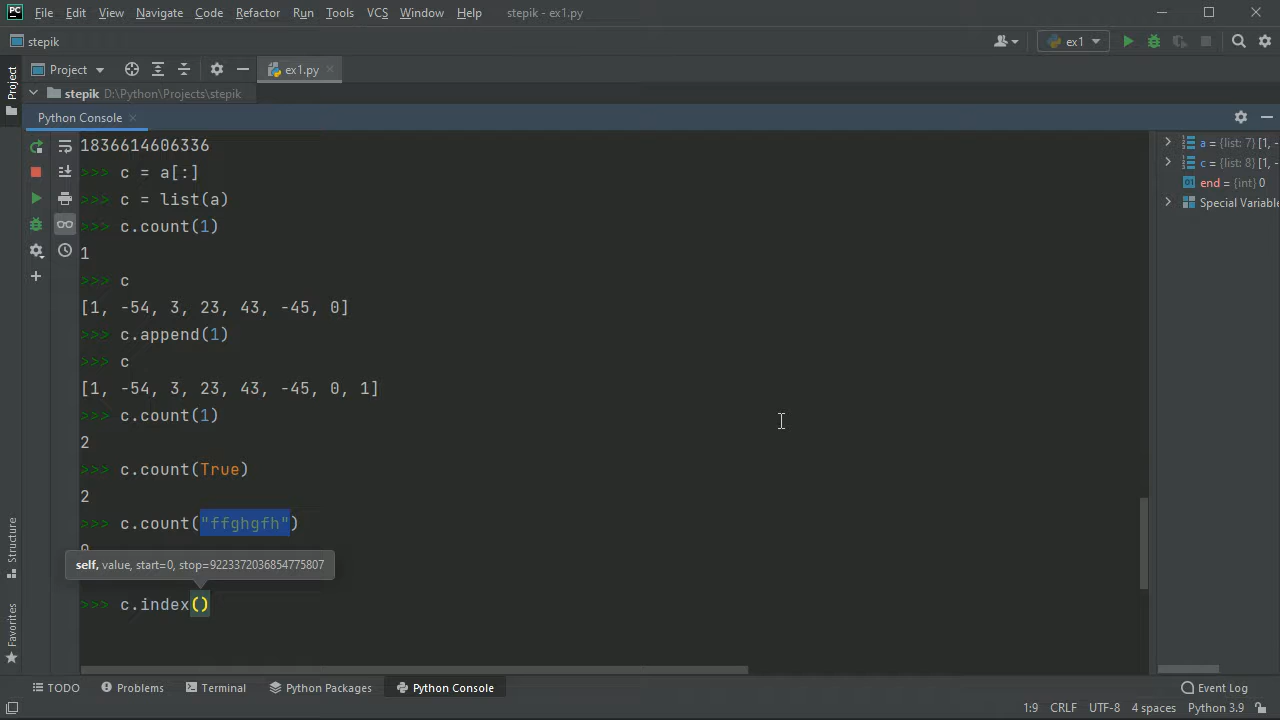 PC File Edit View Navigate Code Refactor Run Tools VCS Window Help stepik - ex1.py
stepik ex1
Project ex1.py
stepik D:\Python\Projects\stepik
Python Console
1836614606336
>>> c = a[:]
>>> c = list(a)
>>> c.count(1)
1
>>> c
[1, -54, 3, 23, 43, -45, 0]
>>> c.append(1)
>>> c
[1, -54, 3, 23, 43, -45, 0, 1]
>>> c.count(1)
2
>>> c.count(True)
2
>>> c.count("ffghgfh")
0
self, value, start=0, stop=9223372036854775807
>>> c.index()
a = {list: 7} [1, -
c = {list: 8} [1, -
end = {int} 0
Special Variable
Project
Structure
Favorites
TODO Problems Terminal Python Packages Python Console Event Log
1:9 CRLF UTF-8 4 spaces Python 3.9